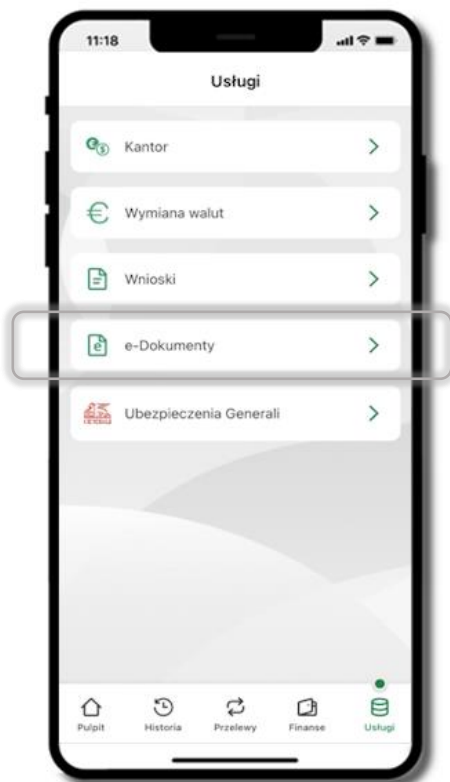 11:18
Usługi
Kantor
Wymiana walut
Wnioski
e-Dokumenty
Ubezpieczenia Generali
Pulpit
Historia
Przelewy
Finanse
Usługi